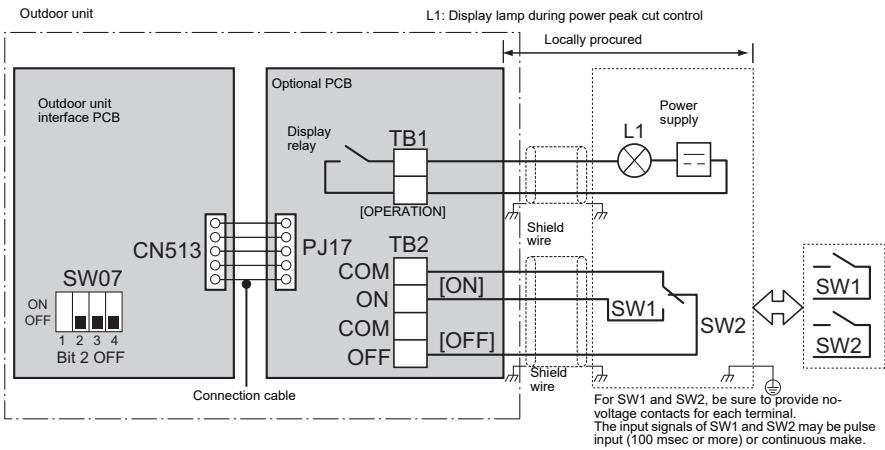 Outdoor unit
L1: Display lamp during power peak cut control
Locally procured
Outdoor unit
interface PCB
Optional PCB
Display
relay
TB1
L1
Power
supply
[OPERATION]
Shield
wire
CN513
PJ17
TB2
COM
ON
COM
OFF
[ON]
[OFF]
SW1
SW2
SW1
SW2
SW07
ON
OFF
1 2 3 4
Bit 2 OFF
Connection cable
Shield
wire
For SW1 and SW2, be sure to provide no-
voltage contacts for each terminal.
The input signals of SW1 and SW2 may be pulse
input (100 msec or more) or continuous make.